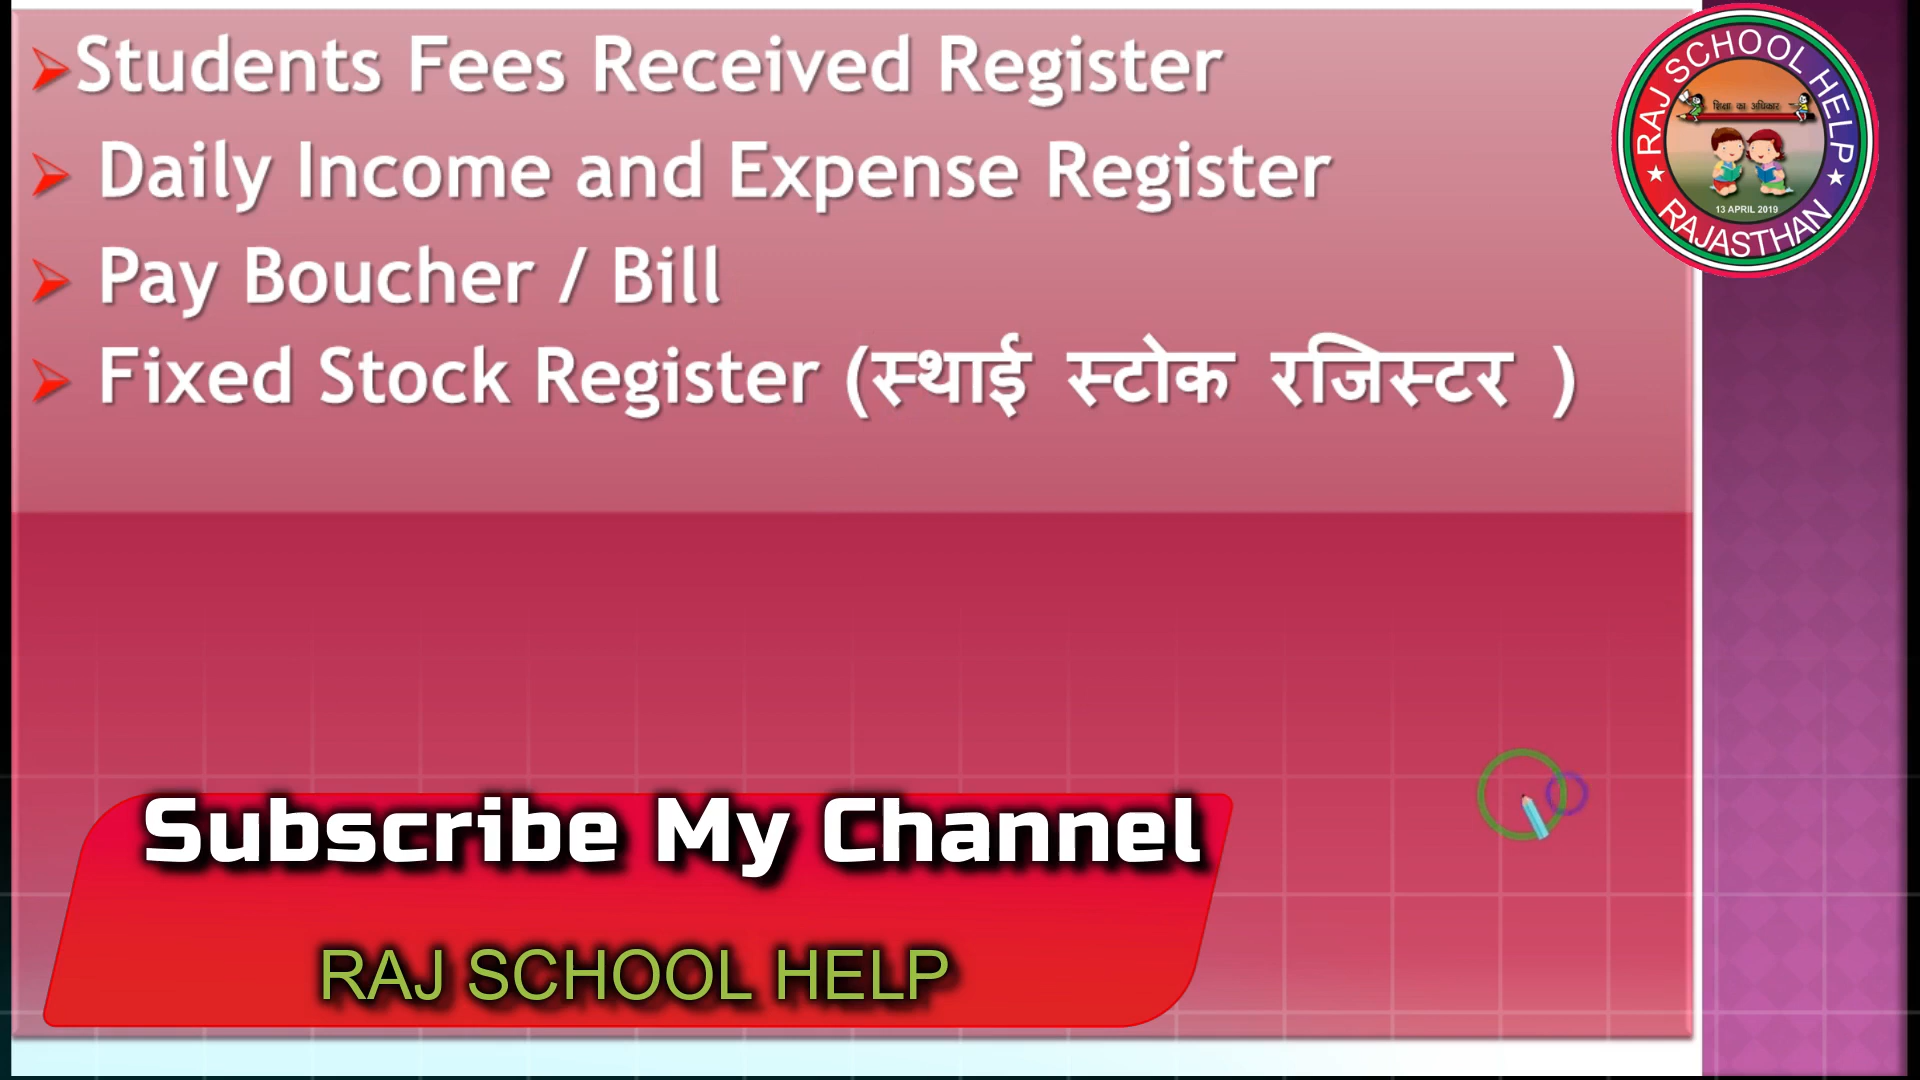 Students Fees Received Register
Daily Income and Expense Register
Pay Boucher / Bill
Fixed Stock Register (स्थाई स्टोक रजिस्टर )
RAJ SCHOOL HELP
शिक्षा का अधिकार
13 APRIL 2019
RAJASTHAN
Subscribe My Channel
RAJ SCHOOL HELP